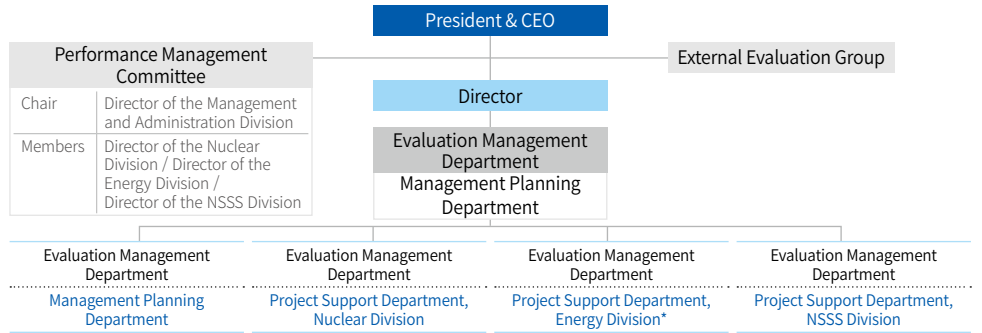 President & CEO
Performance Management
Committee
Chair
Director of the Management
and Administration Division
Members
Director of the Nuclear
Division / Director of the
Energy Division /
Director of the NSSS Division
External Evaluation Group
Director
Evaluation Management
Department
Management Planning
Department
Evaluation Management
Department
Management Planning
Department
Evaluation Management
Department
Project Support Department,
Nuclear Division
Evaluation Management
Department
Project Support Department,
Energy Division*
Evaluation Management
Department
Project Support Department,
NSSS Division